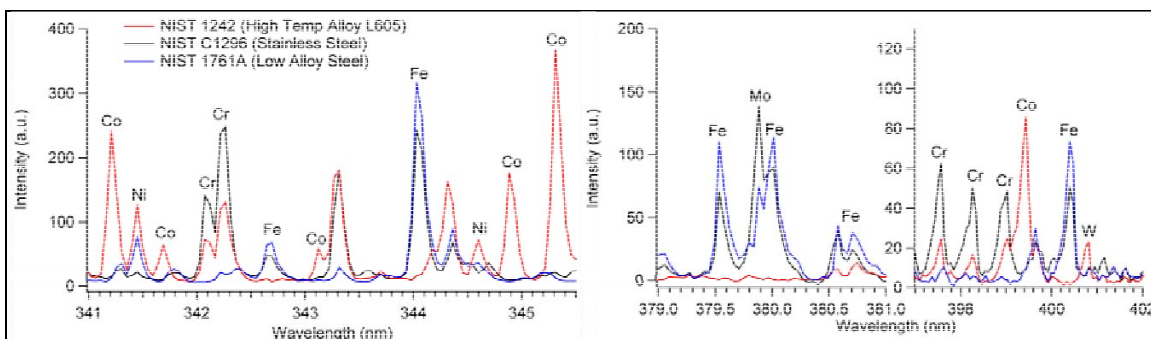 NIST 1242 (High Temp Alloy L605)
NIST C1296 (Stainless Steel)
NIST 1761A (Low Alloy Steel)
Intensity (a.u.)
400
300
200
100
0
Co
Ni
Co
Cr
Cr
Fe
Co
Fe
Ni
Co
Co
341
342
343
344
345
Wavelength (nm)
Intensity (a.u.)
200
150
100
50
0
Fe
Mo
Fe
Fe
379.0
379.5
380.0
380.5
381.0
120
80
60
40
20
0
Cr
Cr
Cr
Co
Fe
W
398
400
402
Wavelength (nm)